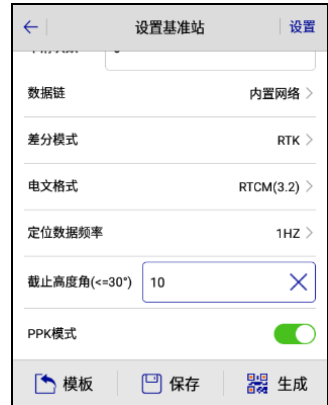 设置基准站
设置
数据链
内置网络
差分模式
RTK
电文格式
RTCM(3.2)
定位数据频率
1HZ
截止高度角(<=30°)
10
PPK模式
模板
保存
生成